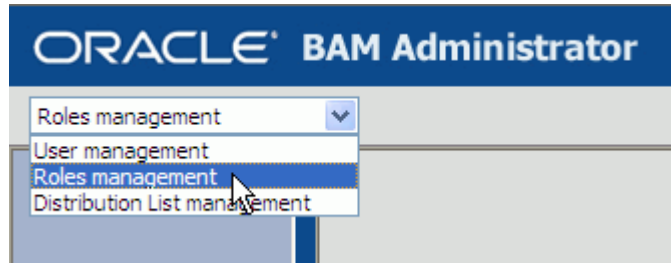 ORACLE BAM Administrator
Roles management
User management
Roles management
Distribution List management